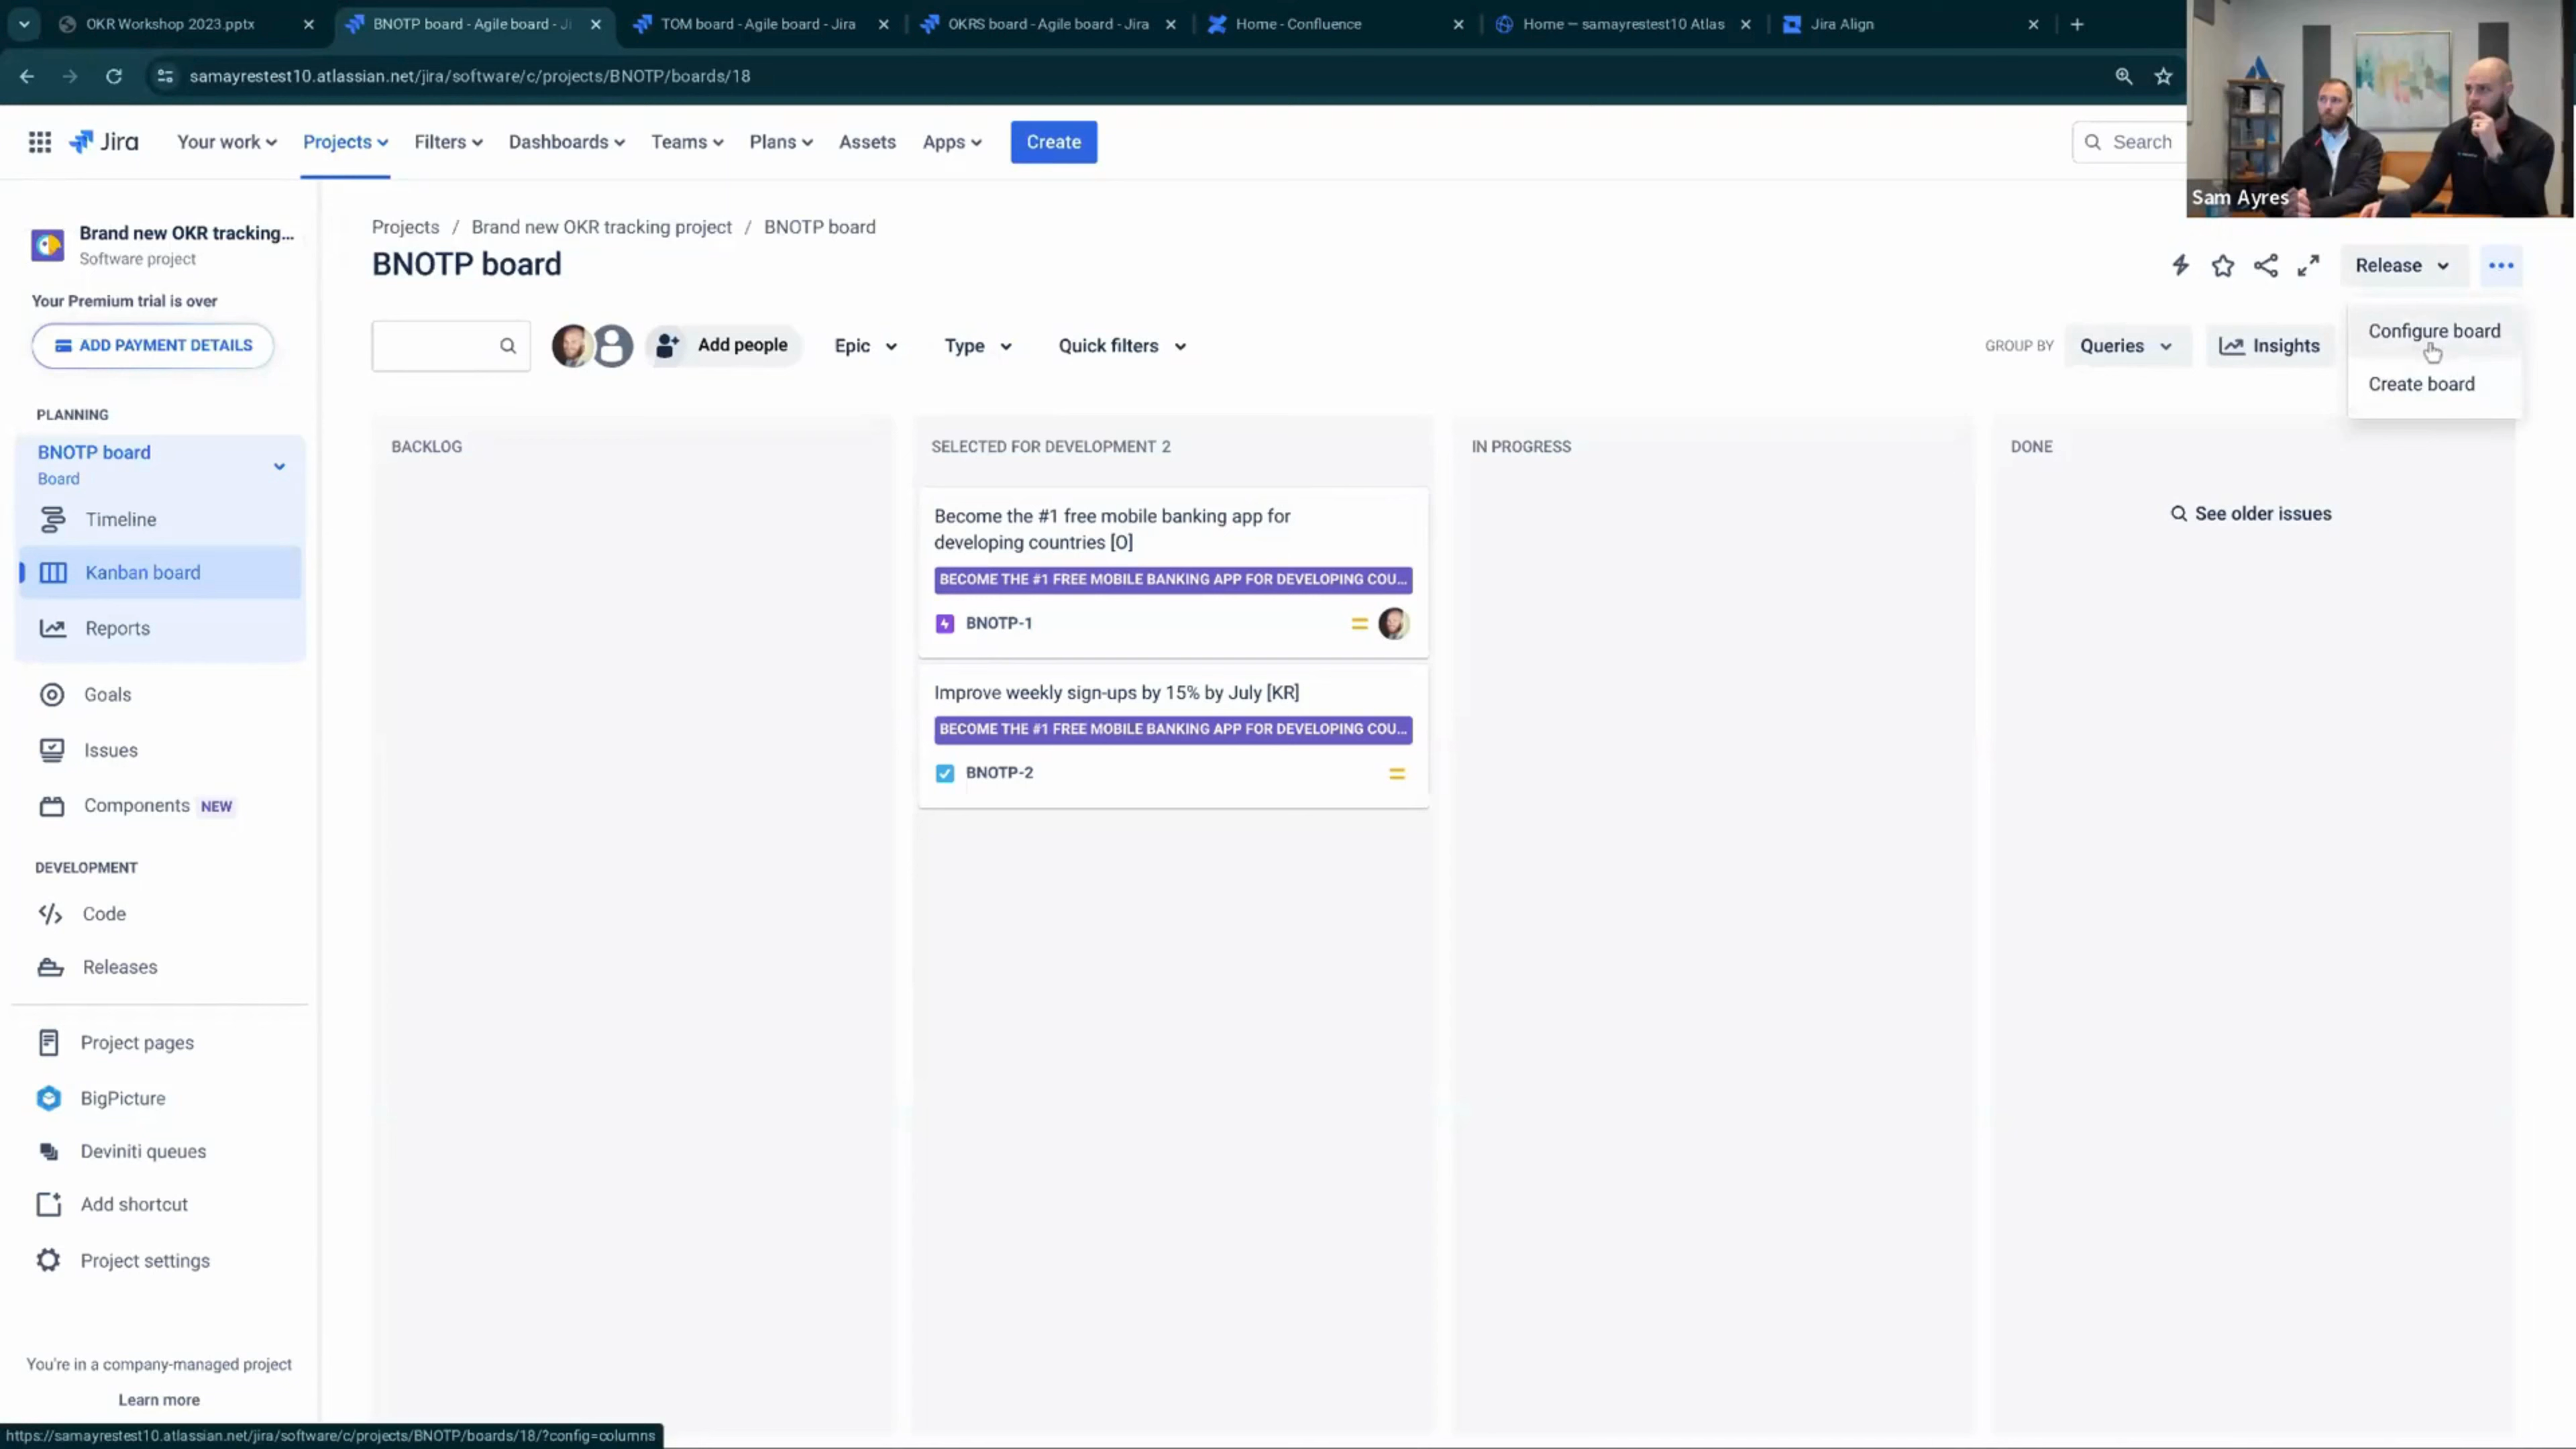 OKR Workshop 2023.pptx
BNOTP board - Agile board - Ji
TOM board - Agile board - Jira
OKRS board - Agile board - Jira
Home - Confluence
Home — samayrestest10 Atlas
Jira Align
samayrestest10.atlassian.net/jira/software/c/projects/BNOTP/boards/18
Jira
Your work
Projects
Filters
Dashboards
Teams
Plans
Assets
Apps
Create
Search
Sam Ayres
Brand new OKR tracking...
Software project
Your Premium trial is over
ADD PAYMENT DETAILS
PLANNING
BNOTP board
Board
Timeline
Kanban board
Reports
Goals
Issues
Components NEW
DEVELOPMENT
Code
Releases
Project pages
BigPicture
Deviniti queues
Add shortcut
Project settings
You're in a company-managed project
Learn more
Projects / Brand new OKR tracking project / BNOTP board
BNOTP board
Release
Add people
Epic
Type
Quick filters
GROUP BY
Queries
Insights
Configure board
Create board
BACKLOG
SELECTED FOR DEVELOPMENT 2
Become the #1 free mobile banking app for
developing countries [O]
BECOME THE #1 FREE MOBILE BANKING APP FOR DEVELOPING COU...
BNOTP-1
Improve weekly sign-ups by 15% by July [KR]
BECOME THE #1 FREE MOBILE BANKING APP FOR DEVELOPING COU...
BNOTP-2
IN PROGRESS
DONE
See older issues
https://samayrestest10.atlassian.net/jira/software/c/projects/BNOTP/boards/18/?config=columns